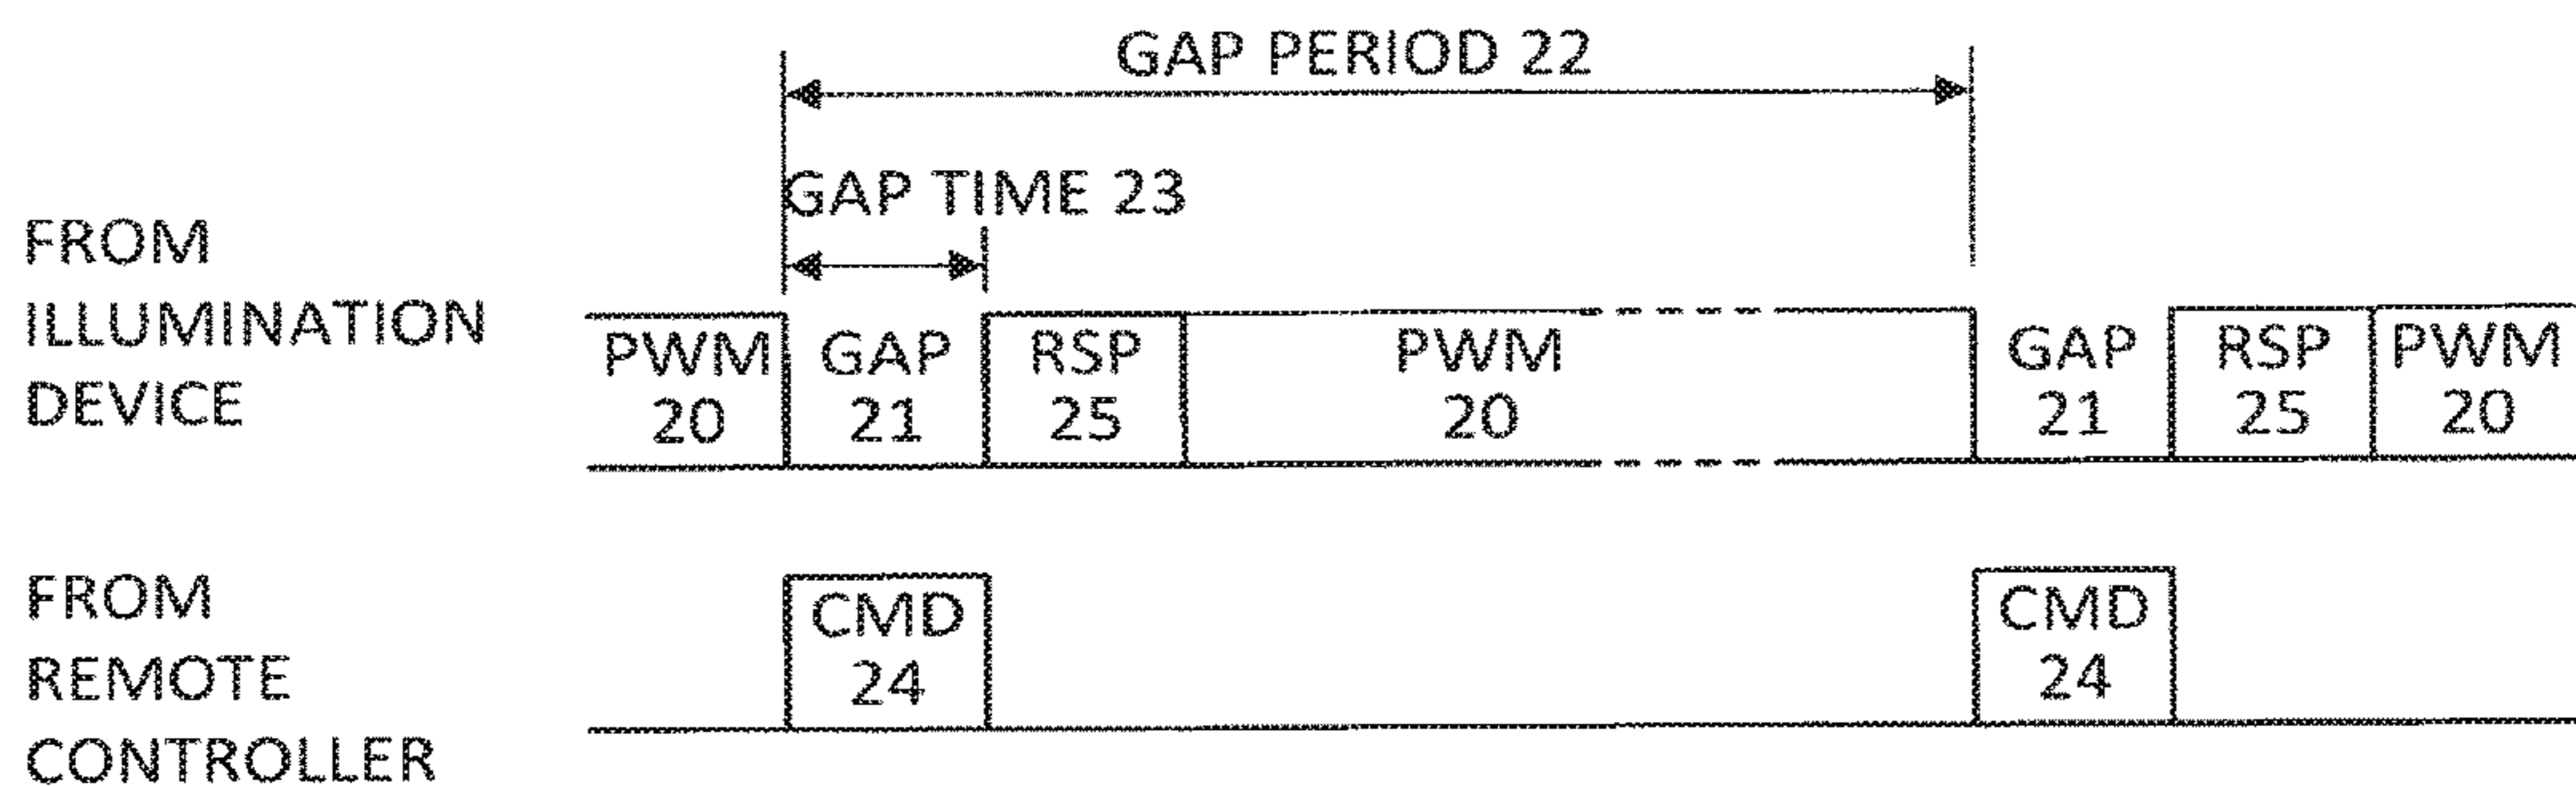 GAP PERIOD 22
GAP TIME 23
FROM
ILLUMINATION
DEVICE
PWM
20
GAP
21
RSP
25
PWM
20
GAP
21
RSP
25
PWM
20
FROM
REMOTE
CONTROLLER
CMD
24
CMD
24